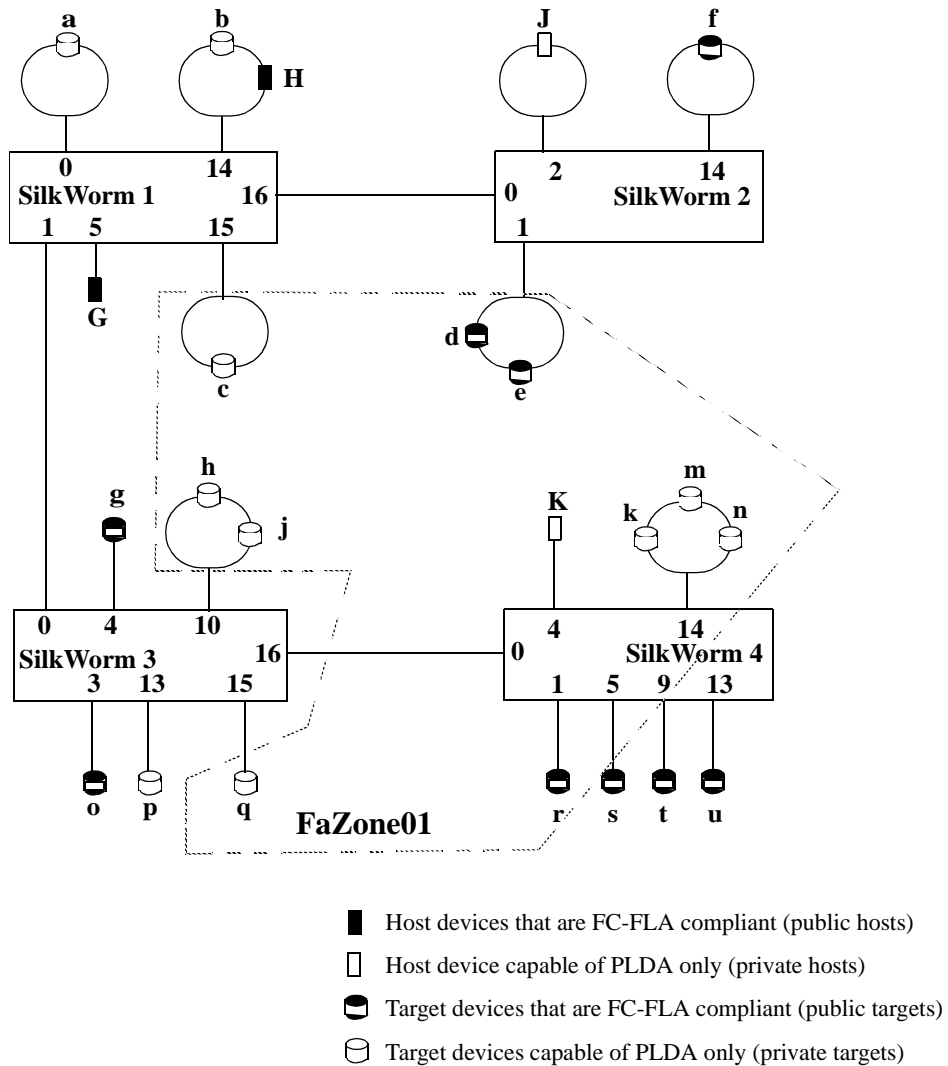 a
b
J
f
H
0
14
2
14
SilkWorm 1
16
0
SilkWorm 2
1
5
15
1
G
d
c
e
h
m
g
j
K
k
n
0
4
10
4
14
SilkWorm 3
16
0
SilkWorm 4
3
13
15
1
5
9
13
o
p
q
r
s
t
u
FaZone01
Host devices that are FC-FLA compliant (public hosts)
Host device capable of PLDA only (private hosts)
Target devices that are FC-FLA compliant (public targets)
Target devices capable of PLDA only (private targets)